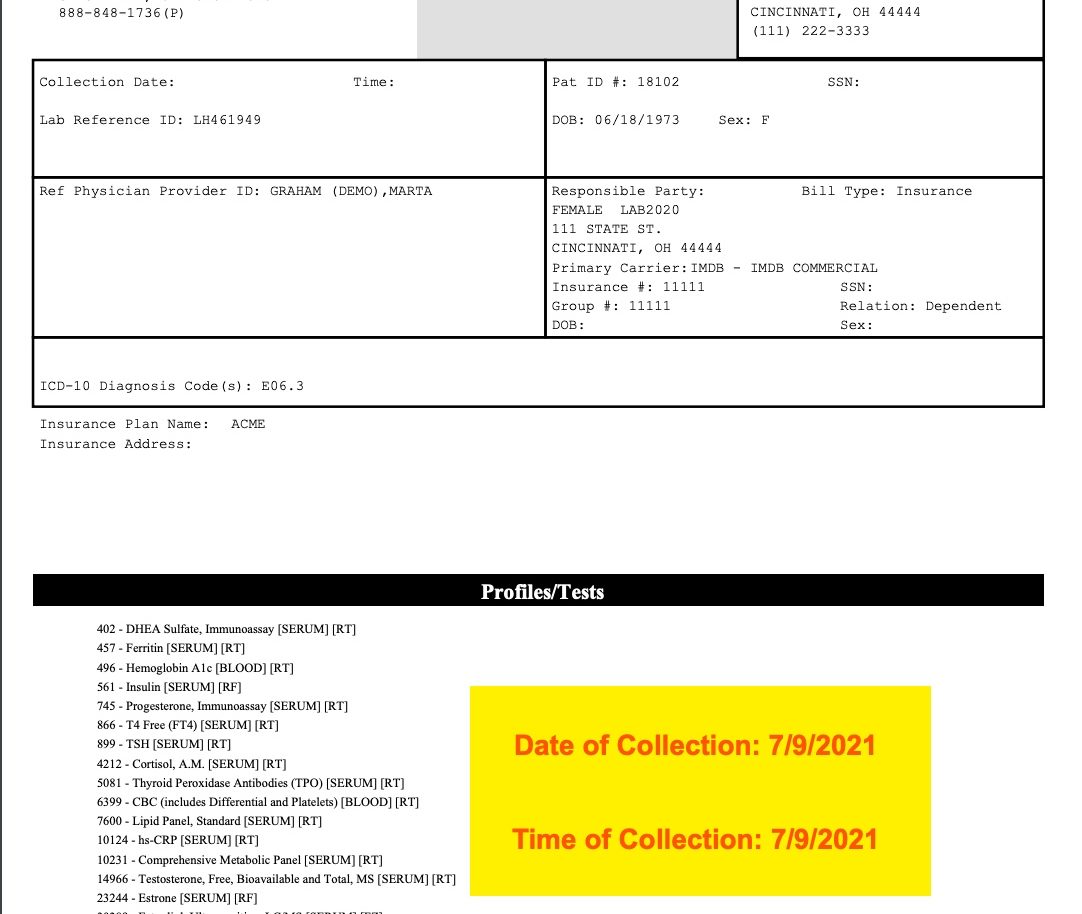 888-848-1736(P)
CINCINNATI, OH 44444
(111) 222-3333
Collection Date: Time:
Lab Reference ID: LH461949
Pat ID #: 18102 SSN:
DOB: 06/18/1973 Sex: F
Ref Physician Provider ID: GRAHAM (DEMO),MARTA
Responsible Party: Bill Type: Insurance
FEMALE LAB2020
111 STATE ST.
CINCINNATI, OH 44444
Primary Carrier:IMDB - IMDB COMMERCIAL
Insurance #: 11111 SSN:
Group #: 11111 Relation: Dependent
DOB: Sex:
ICD-10 Diagnosis Code(s): E06.3
Insurance Plan Name: ACME
Insurance Address:
Profiles/Tests
402 - DHEA Sulfate, Immunoassay [SERUM] [RT]
457 - Ferritin [SERUM] [RT]
496 - Hemoglobin A1c [BLOOD] [RT]
561 - Insulin [SERUM] [RF]
745 - Progesterone, Immunoassay [SERUM] [RT]
866 - T4 Free (FT4) [SERUM] [RT]
899 - TSH [SERUM] [RT]
4212 - Cortisol, A.M. [SERUM] [RT]
5081 - Thyroid Peroxidase Antibodies (TPO) [SERUM] [RT]
6399 - CBC (includes Differential and Platelets) [BLOOD] [RT]
7600 - Lipid Panel, Standard [SERUM] [RT]
10124 - hs-CRP [SERUM] [RT]
10231 - Comprehensive Metabolic Panel [SERUM] [RT]
14966 - Testosterone, Free, Bioavailable and Total, MS [SERUM] [RT]
23244 - Estrone [SERUM] [RF]
Date of Collection: 7/9/2021
Time of Collection: 7/9/2021